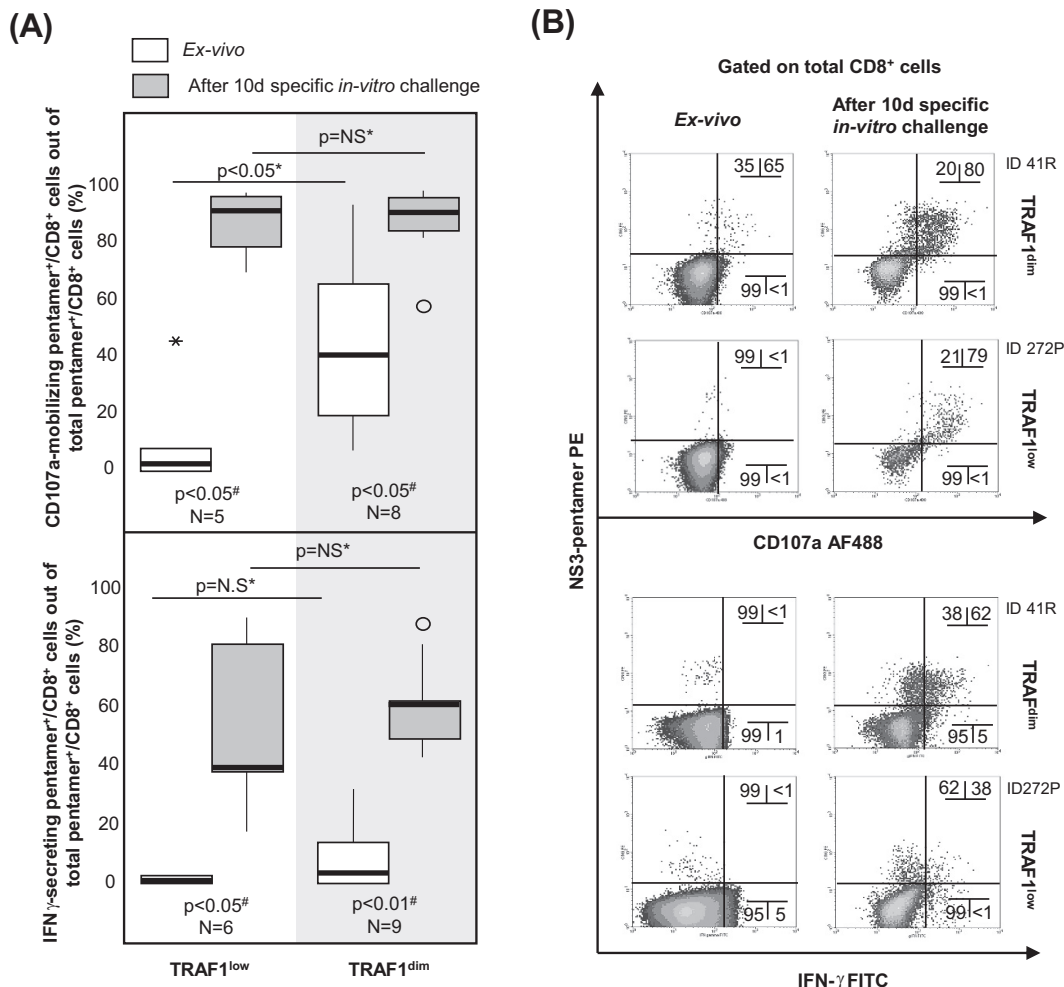 (A)
Ex-vivo
After 10d specific in-vitro challenge
CD107a-mobilizing pentamer⁺/CD8⁺ cells out of
total pentamer⁺/CD8⁺ cells (%)
100
80
60
40
20
0
p=NS*
p<0.05*
*
p<0.05#
N=5
p<0.05#
N=8
IFNγ-secreting pentamer⁺/CD8⁺ cells out of
total pentamer⁺/CD8⁺ cells (%)
100
80
60
40
20
0
p=NS*
p=N.S*
p<0.05#
N=6
p<0.01#
N=9
TRAF1low
TRAF1dim
(B)
Gated on total CD8⁺ cells
Ex-vivo
After 10d specific
in-vitro challenge
NS3-pentamer PE
35 65
99 <1
20 80
99 <1
ID 41R
TRAF1dim
99 <1
99 <1
21 79
99 <1
ID 272P
TRAF1low
CD107a AF488
99 <1
99 1
38 62
95 5
ID 41R
TRAFdim
99 <1
95 5
62 38
99 <1
ID272P
TRAF1low
IFN-γ FITC